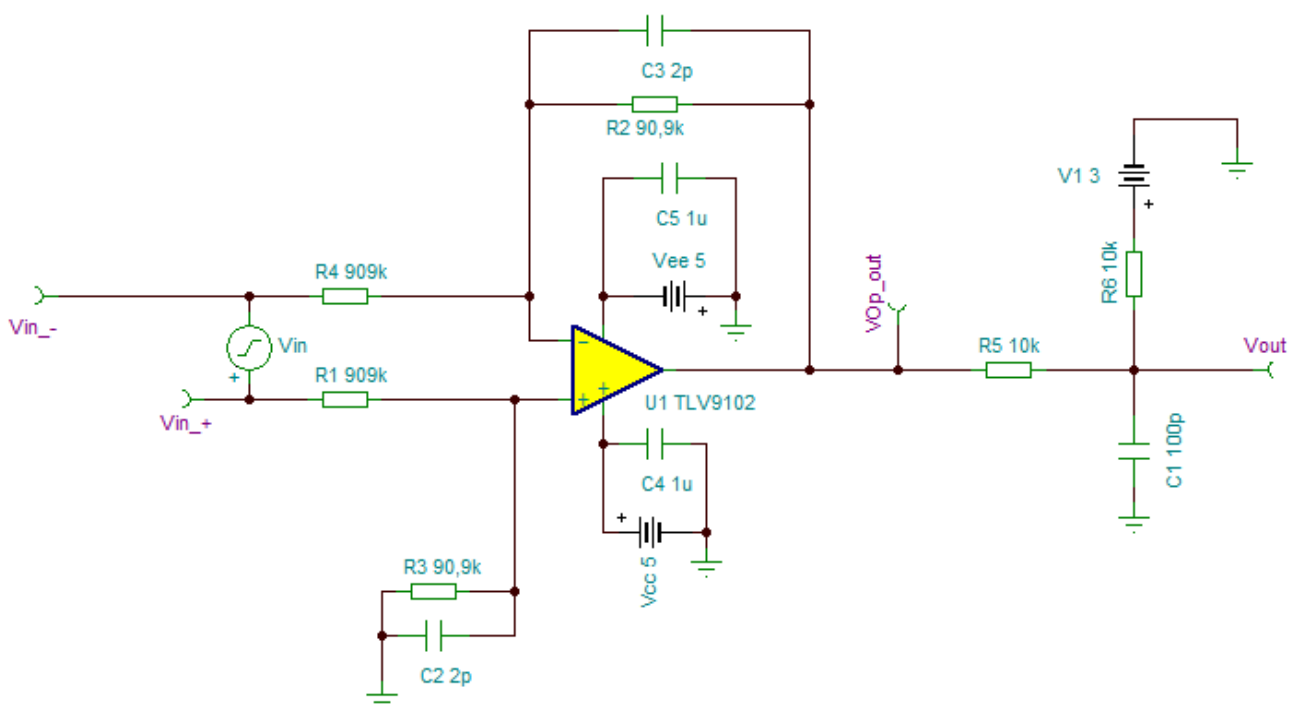 C3 2p
R2 90,9k
V1 3
+
C5 1u
Vee 5
+
R6 10k
VOp_out
R4 909k
Vin_-
Vin
+
R1 909k
Vin_+
−
+
+
U1 TLV9102
R5 10k
Vout
C4 1u
+
Vcc 5
C1 100p
R3 90,9k
C2 2p